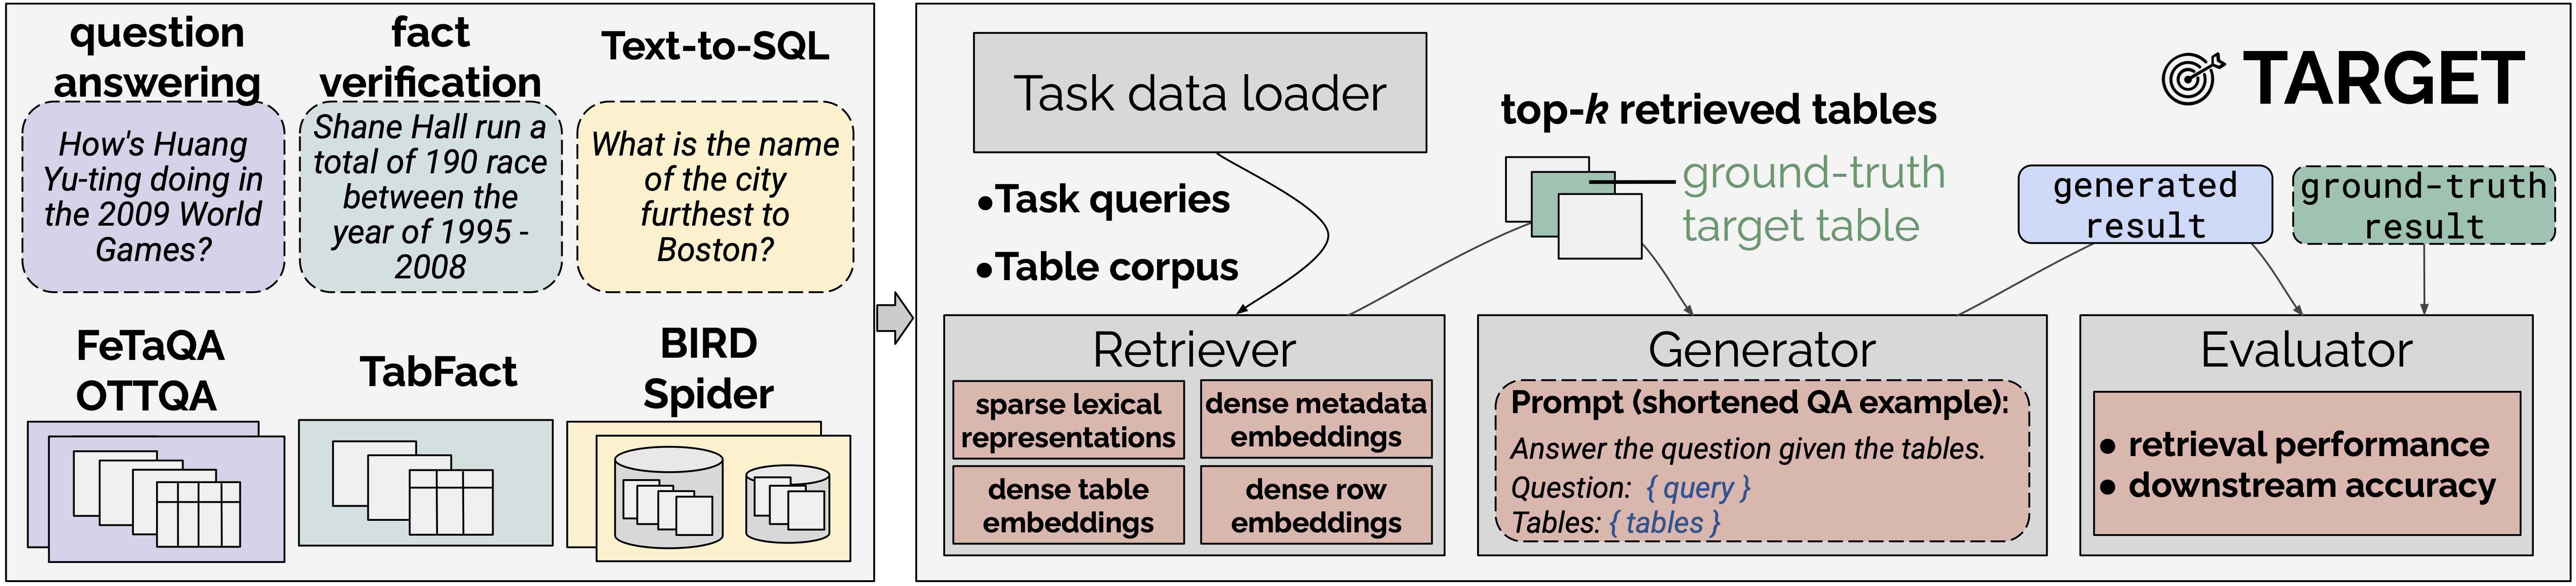 question
answering
How's Huang
Yu-ting doing in
the 2009 World
Games?
FeTaQA
OTTQA
fact
verification
Shane Hall run a
total of 190 race
between the
year of 1995 -
2008
TabFact
Text-to-SQL
What is the name
of the city
furthest to
Boston?
BIRD
Spider
TARGET
Task data loader
•Task queries
•Table corpus
top-k retrieved tables
ground-truth
target table
generated
result
ground-truth
result
Retriever
sparse lexical
representations
dense metadata
embeddings
dense table
embeddings
dense row
embeddings
Generator
Prompt (shortened QA example):
Answer the question given the tables.
Question: { query }
Tables: { tables }
Evaluator
• retrieval performance
• downstream accuracy